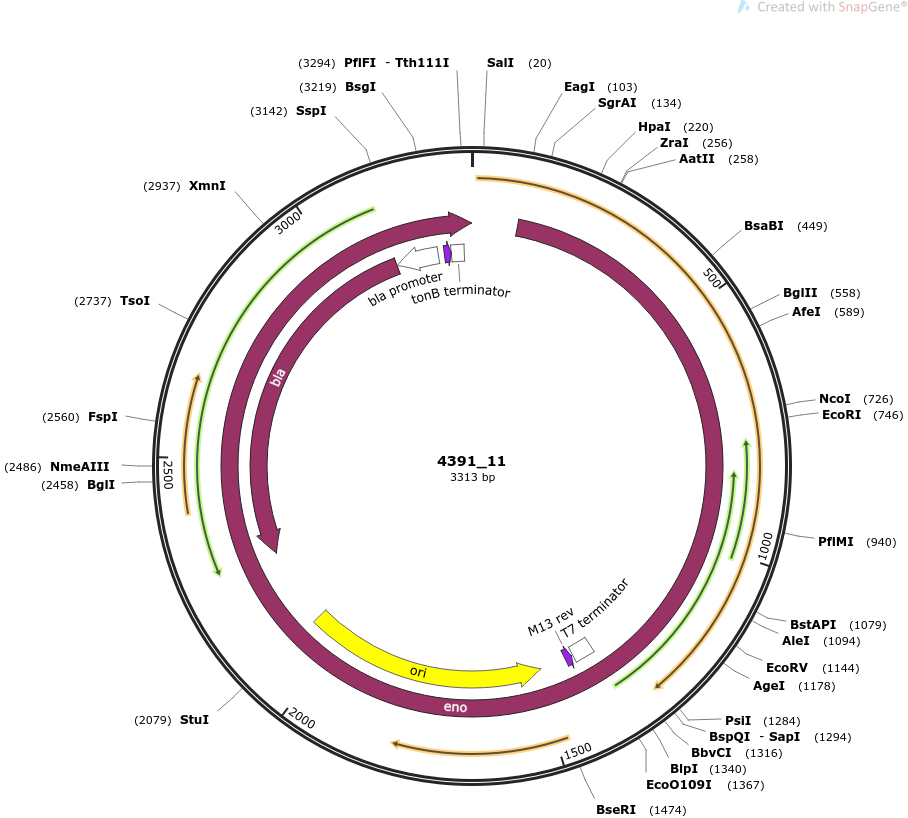 Created with SnapGene®
(3294) PflFI - Tth111I
SalI (20)
(3219) BsgI
EagI (103)
(3142) SspI
SgrAI (134)
HpaI (220)
ZraI (256)
AatII (258)
(2937) XmnI
3000
BsaBI (449)
500
bla promoter
tonB terminator
BglII (558)
(2737) TsoI
AfeI (589)
bla
NcoI (726)
(2560) FspI
EcoRI (746)
4391_11
3313 bp
(2486) NmeAIII
2500
(2458) BglI
PflMI (940)
1000
M13 rev
T7 terminator
BstAPI (1079)
AleI (1094)
EcoRV (1144)
ori
AgeI (1178)
eno
(2079) StuI
2000
PsiI (1284)
BspQI - SapI (1294)
1500
BbvCI (1316)
BlpI (1340)
EcoO109I (1367)
BseRI (1474)